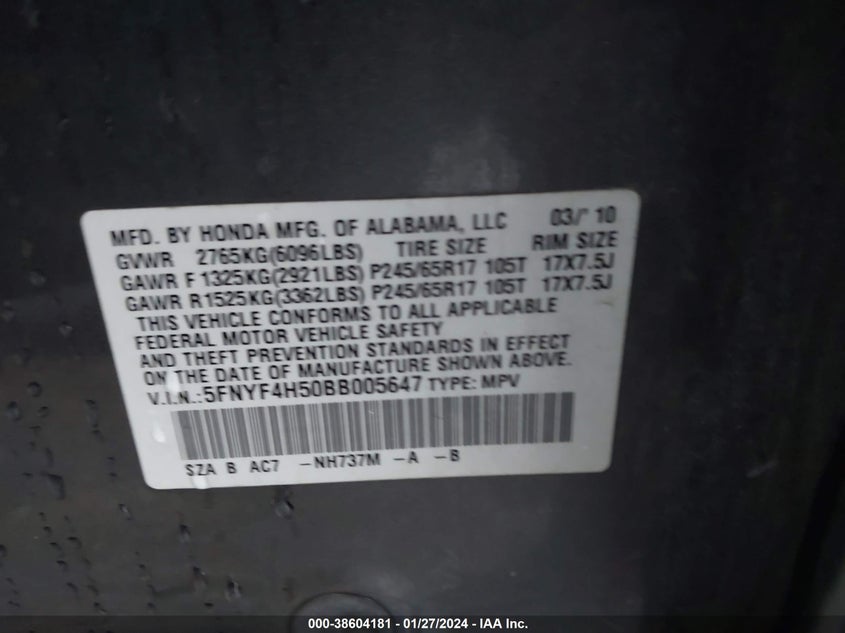 MFD. BY HONDA MFG. OF ALABAMA, LLC 03/'10
GVWR 2765KG(6096LBS) TIRE SIZE RIM SIZE
GAWR F 1325KG(2921LBS) P245/65R17 105T 17X7.5J
GAWR R1525KG(3362LBS) P245/65R17 105T 17X7.5J
THIS VEHICLE CONFORMS TO ALL APPLICABLE
FEDERAL MOTOR VEHICLE SAFETY
AND THEFT PREVENTION STANDARDS IN EFFECT
ON THE DATE OF MANUFACTURE SHOWN ABOVE.
V.I.N.:5FNYF4H50BB005647 TYPE: MPV
SZA B AC7 -NH737M -A -B
000-38604181 - 01/27/2024 - IAA Inc.